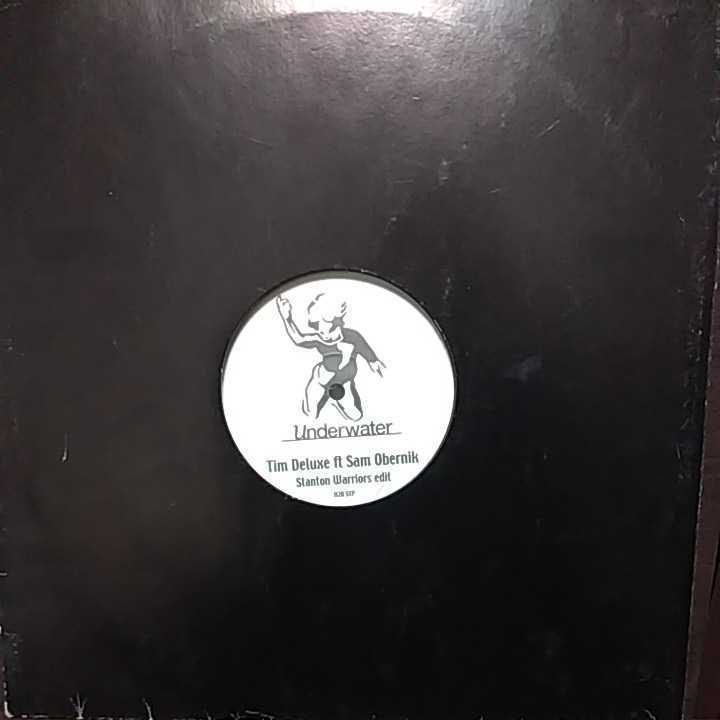 Underwater
Tim Deluxe ft Sam Obernik
Stanton Warriors edit